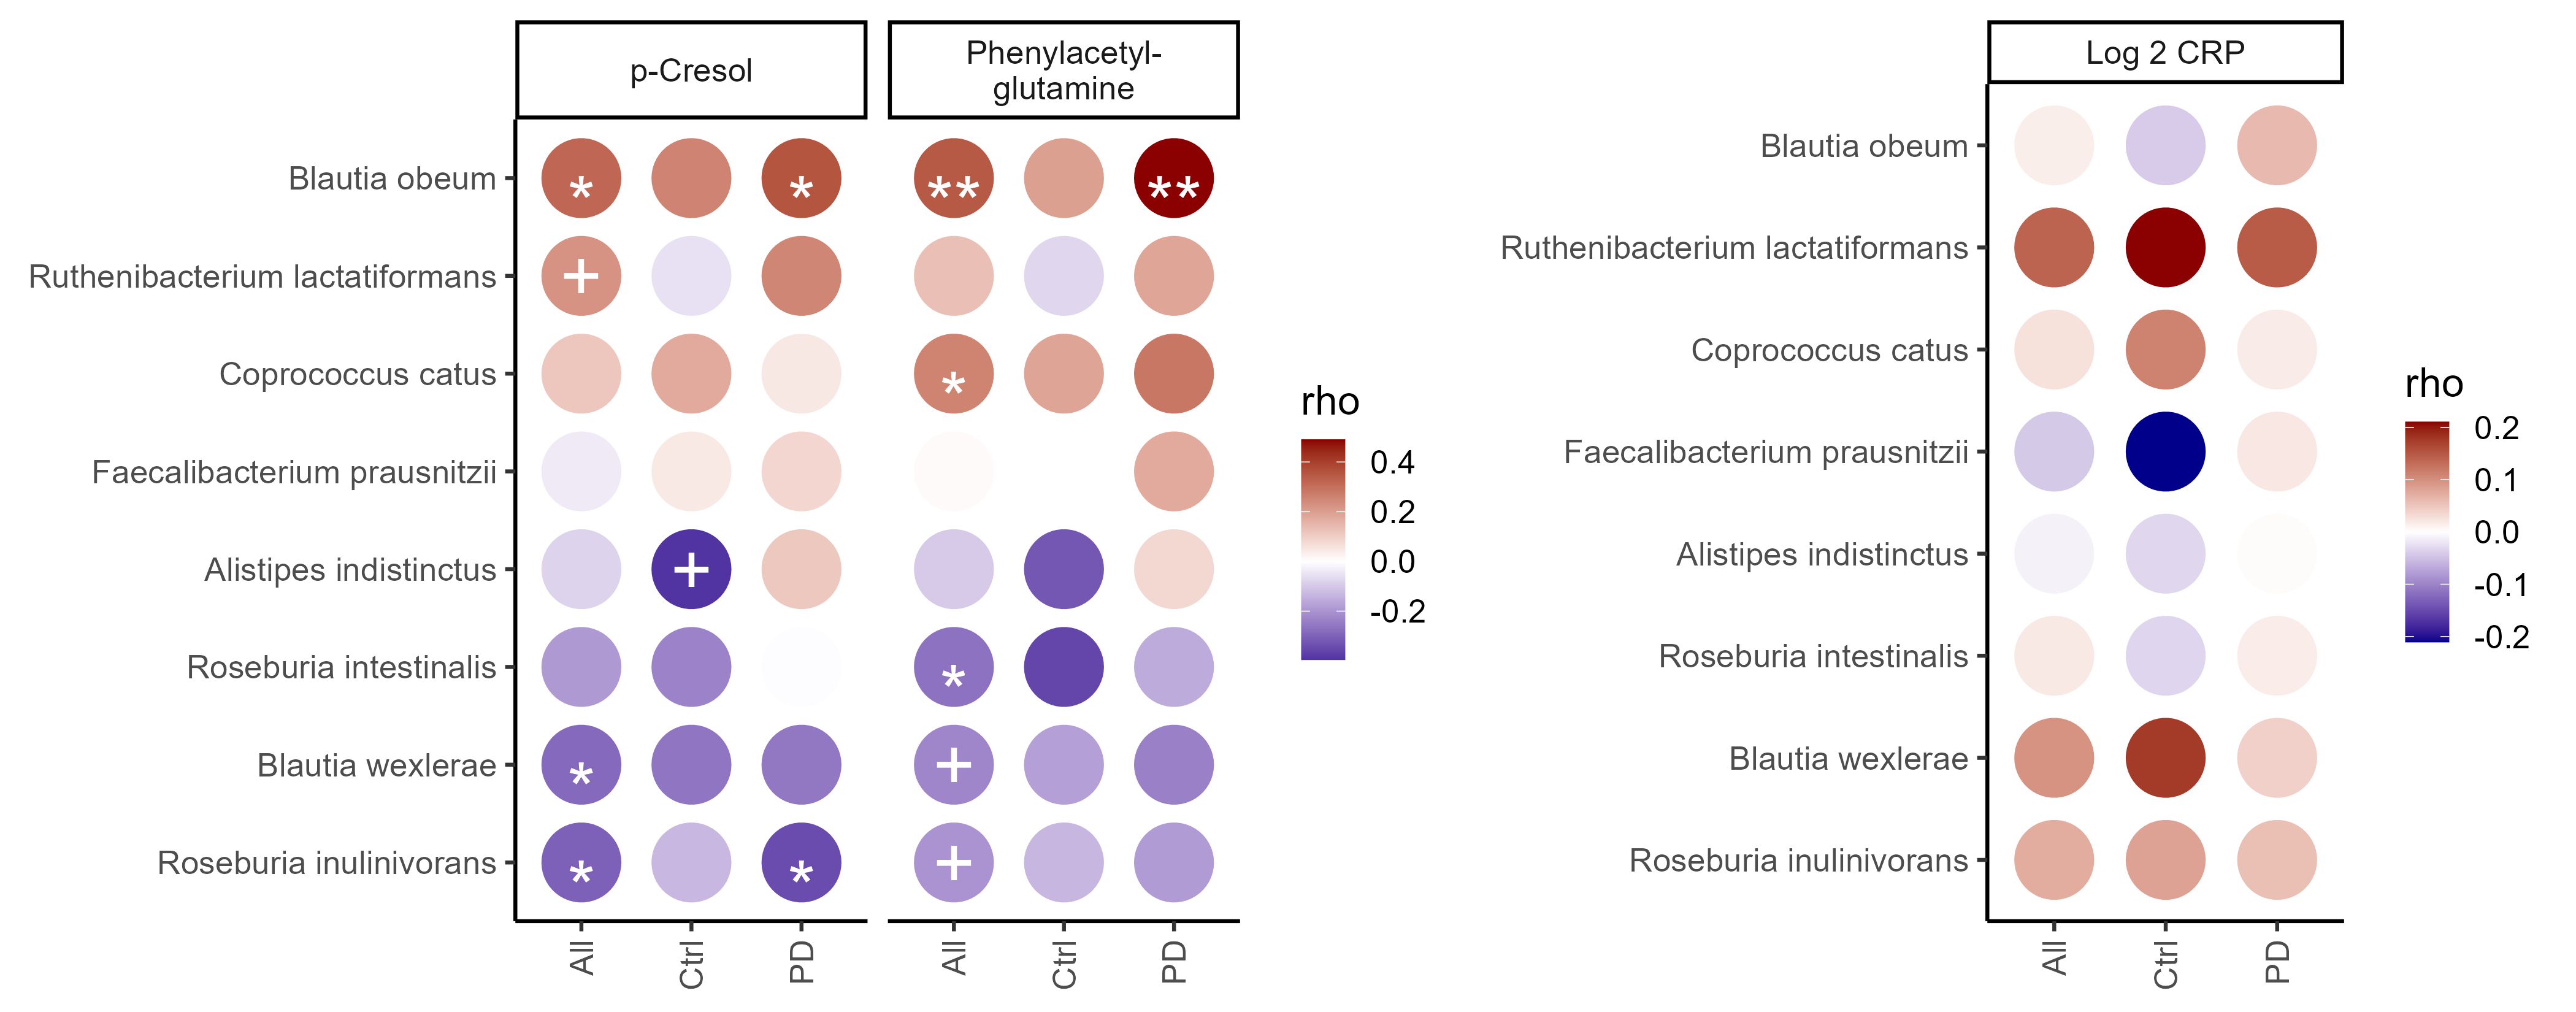 p-Cresol
Phenylacetyl-
glutamine
Blautia obeum
* * ** **
Ruthenibacterium lactatiformans
+
Coprococcus catus
*
Faecalibacterium prausnitzii
Alistipes indistinctus
+
Roseburia intestinalis
*
Blautia wexlerae
* +
Roseburia inulinivorans
* * +
All Ctrl PD All Ctrl PD
rho
0.4
0.2
0.0
-0.2
Log 2 CRP
Blautia obeum
Ruthenibacterium lactatiformans
Coprococcus catus
Faecalibacterium prausnitzii
Alistipes indistinctus
Roseburia intestinalis
Blautia wexlerae
Roseburia inulinivorans
All Ctrl PD
rho
0.2
0.1
0.0
-0.1
-0.2